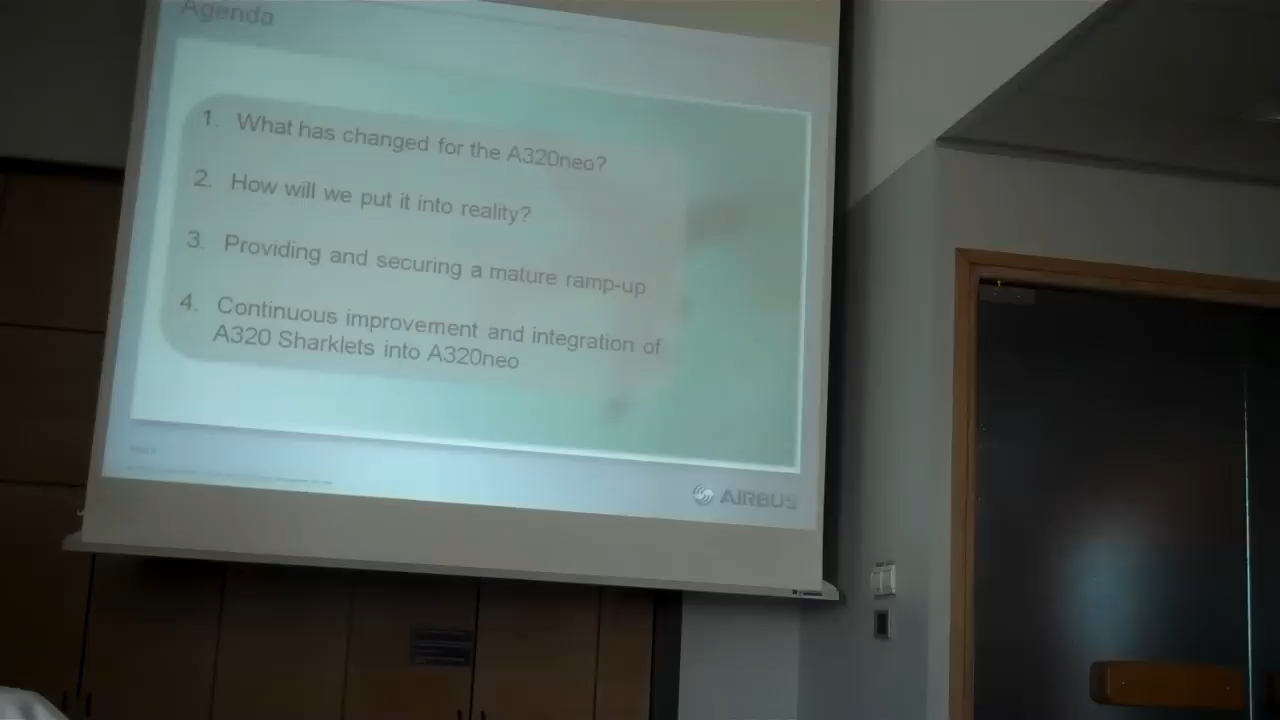 Agenda
1. What has changed for the A320neo?
2. How will we put it into reality?
3. Providing and securing a mature ramp-up
4. Continuous improvement and integration of
A320 Sharklets into A320neo
AIRBUS